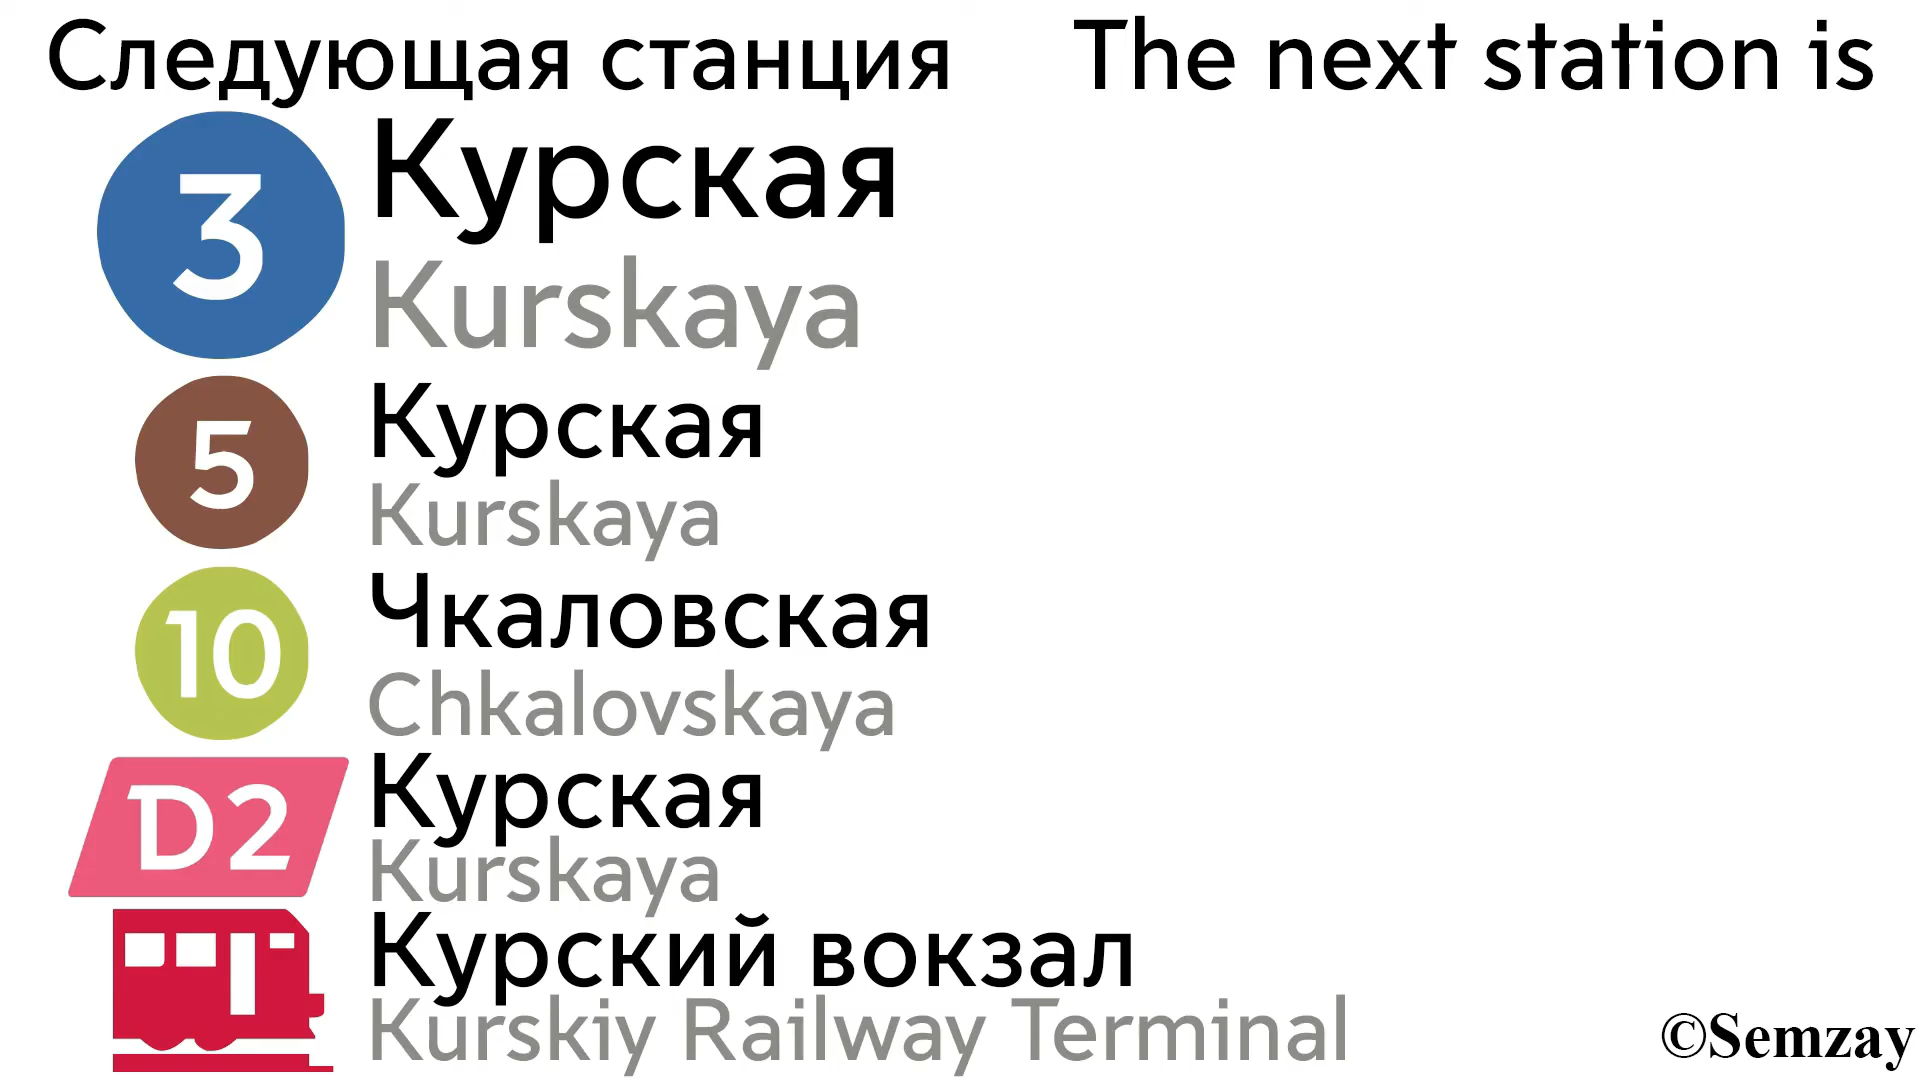 Следующая станция The next station is
3 Курская
Kurskaya
5 Курская
Kurskaya
10 Чкаловская
Chkalovskaya
D2 Курская
Kurskaya
Курский вокзал
Kurskiy Railway Terminal
©Semzay